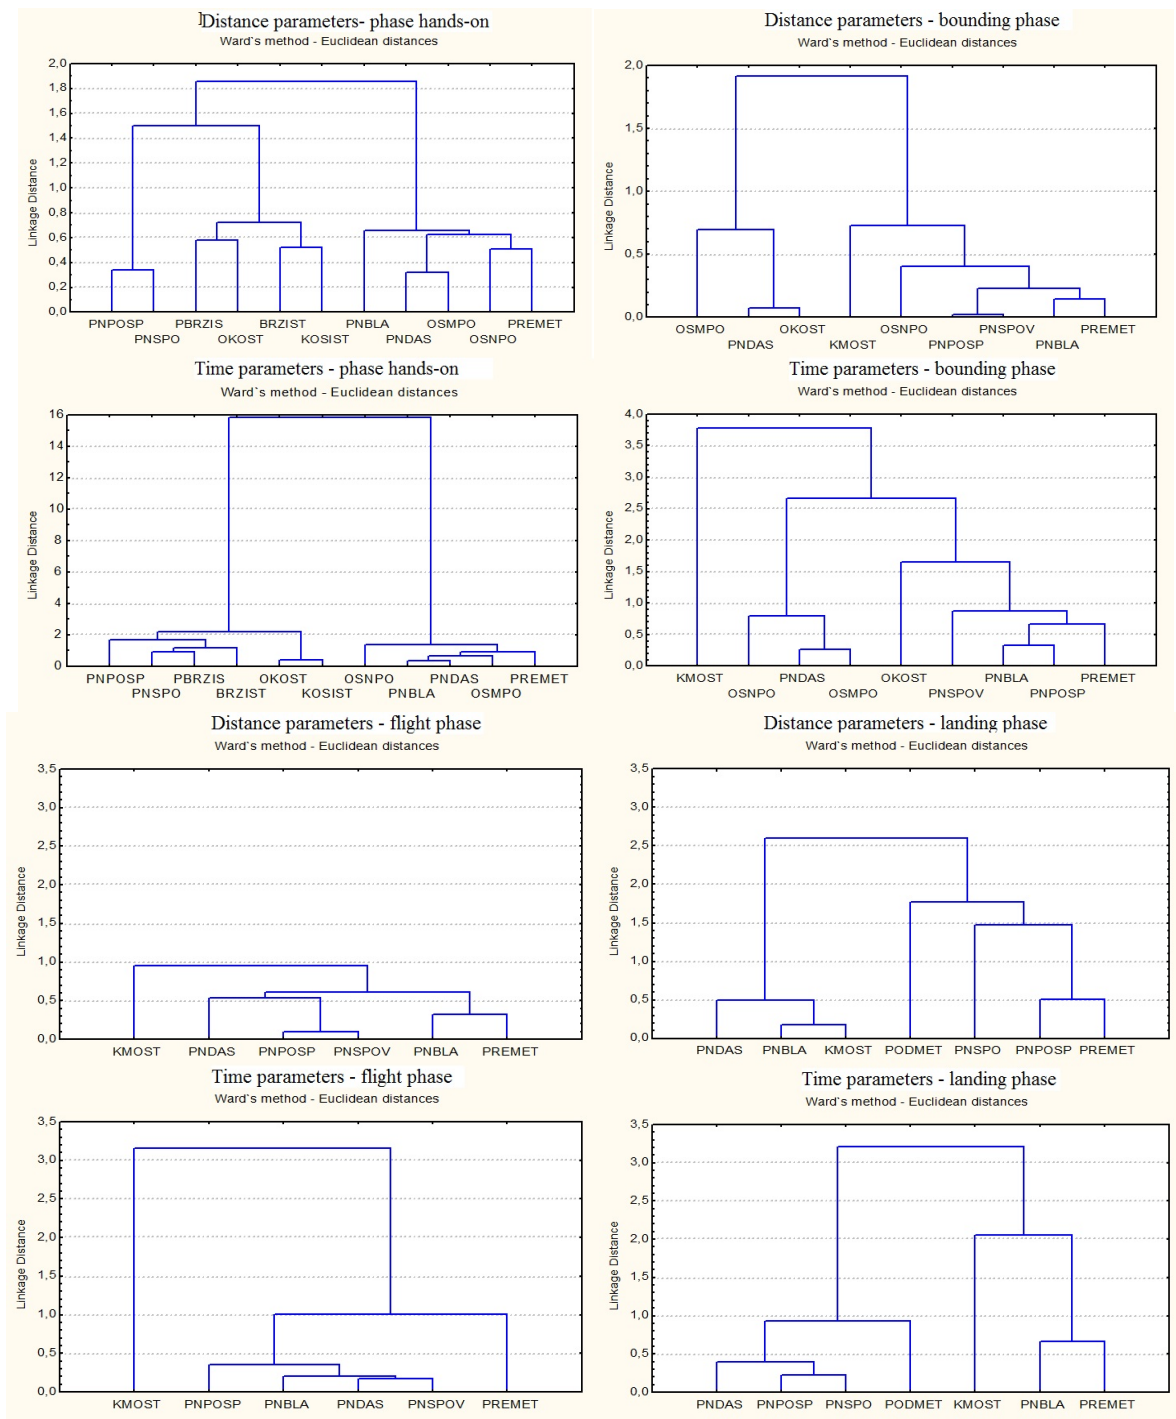 Distance parameters- phase hands-on
Ward`s method - Euclidean distances
2,0
1,8
1,6
1,4
1,2
1,0
0,8
0,6
0,4
0,2
0,0
Linkage Distance
PNPOSP PBRZIS BRZIST PNBLA OSMPO PREMET
PNSPO OKOST KOSIST PNDAS OSNPO
Distance parameters - bounding phase
Ward`s method - Euclidean distances
2,0
1,5
1,0
0,5
0,0
Linkage Distance
OSMPO OKOST OSNPO PNSPOV PREMET
PNDAS KMOST PNPOSP PNBLA
Time parameters - phase hands-on
Ward`s method - Euclidean distances
16
14
12
10
8
6
4
2
0
Linkage Distance
PNPOSP PBRZIS OKOST OSNPO PNDAS PREMET
PNSPO BRZIST KOSIST PNBLA OSMPO
Time parameters - bounding phase
Ward`s method - Euclidean distances
4,0
3,5
3,0
2,5
2,0
1,5
1,0
0,5
0,0
Linkage Distance
KMOST PNDAS OKOST PNBLA PREMET
OSNPO OSMPO PNSPOV PNPOSP
Distance parameters - flight phase
Ward`s method - Euclidean distances
3,5
3,0
2,5
2,0
1,5
1,0
0,5
0,0
Linkage Distance
KMOST PNDAS PNPOSP PNSPOV PNBLA PREMET
Distance parameters - landing phase
Ward`s method - Euclidean distances
3,5
3,0
2,5
2,0
1,5
1,0
0,5
0,0
Linkage Distance
PNDAS PNBLA KMOST PODMET PNSPO PNPOSP PREMET
Time parameters - flight phase
Ward`s method - Euclidean distances
3,5
3,0
2,5
2,0
1,5
1,0
0,5
0,0
Linkage Distance
KMOST PNPOSP PNBLA PNDAS PNSPOV PREMET
Time parameters - landing phase
Ward`s method - Euclidean distances
3,5
3,0
2,5
2,0
1,5
1,0
0,5
0,0
Linkage Distance
PNDAS PNPOSP PNSPO PODMET KMOST PNBLA PREMET